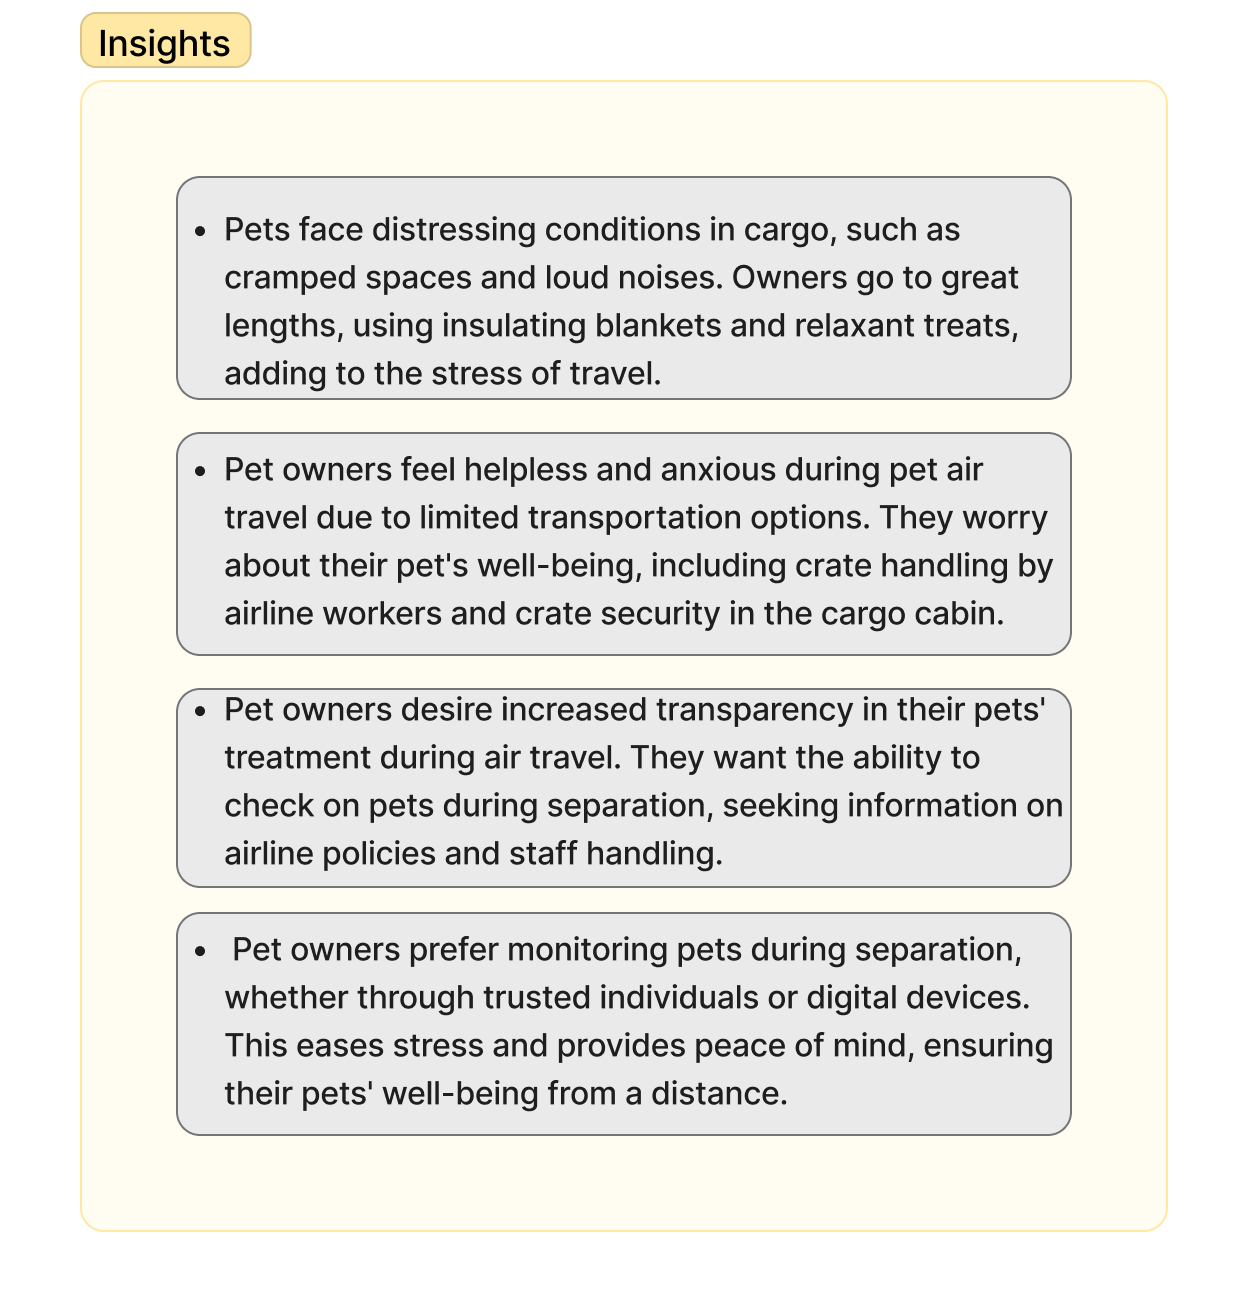 Insights
• Pets face distressing conditions in cargo, such as
cramped spaces and loud noises. Owners go to great
lengths, using insulating blankets and relaxant treats,
adding to the stress of travel.
• Pet owners feel helpless and anxious during pet air
travel due to limited transportation options. They worry
about their pet's well-being, including crate handling by
airline workers and crate security in the cargo cabin.
• Pet owners desire increased transparency in their pets'
treatment during air travel. They want the ability to
check on pets during separation, seeking information on
airline policies and staff handling.
• Pet owners prefer monitoring pets during separation,
whether through trusted individuals or digital devices.
This eases stress and provides peace of mind, ensuring
their pets' well-being from a distance.